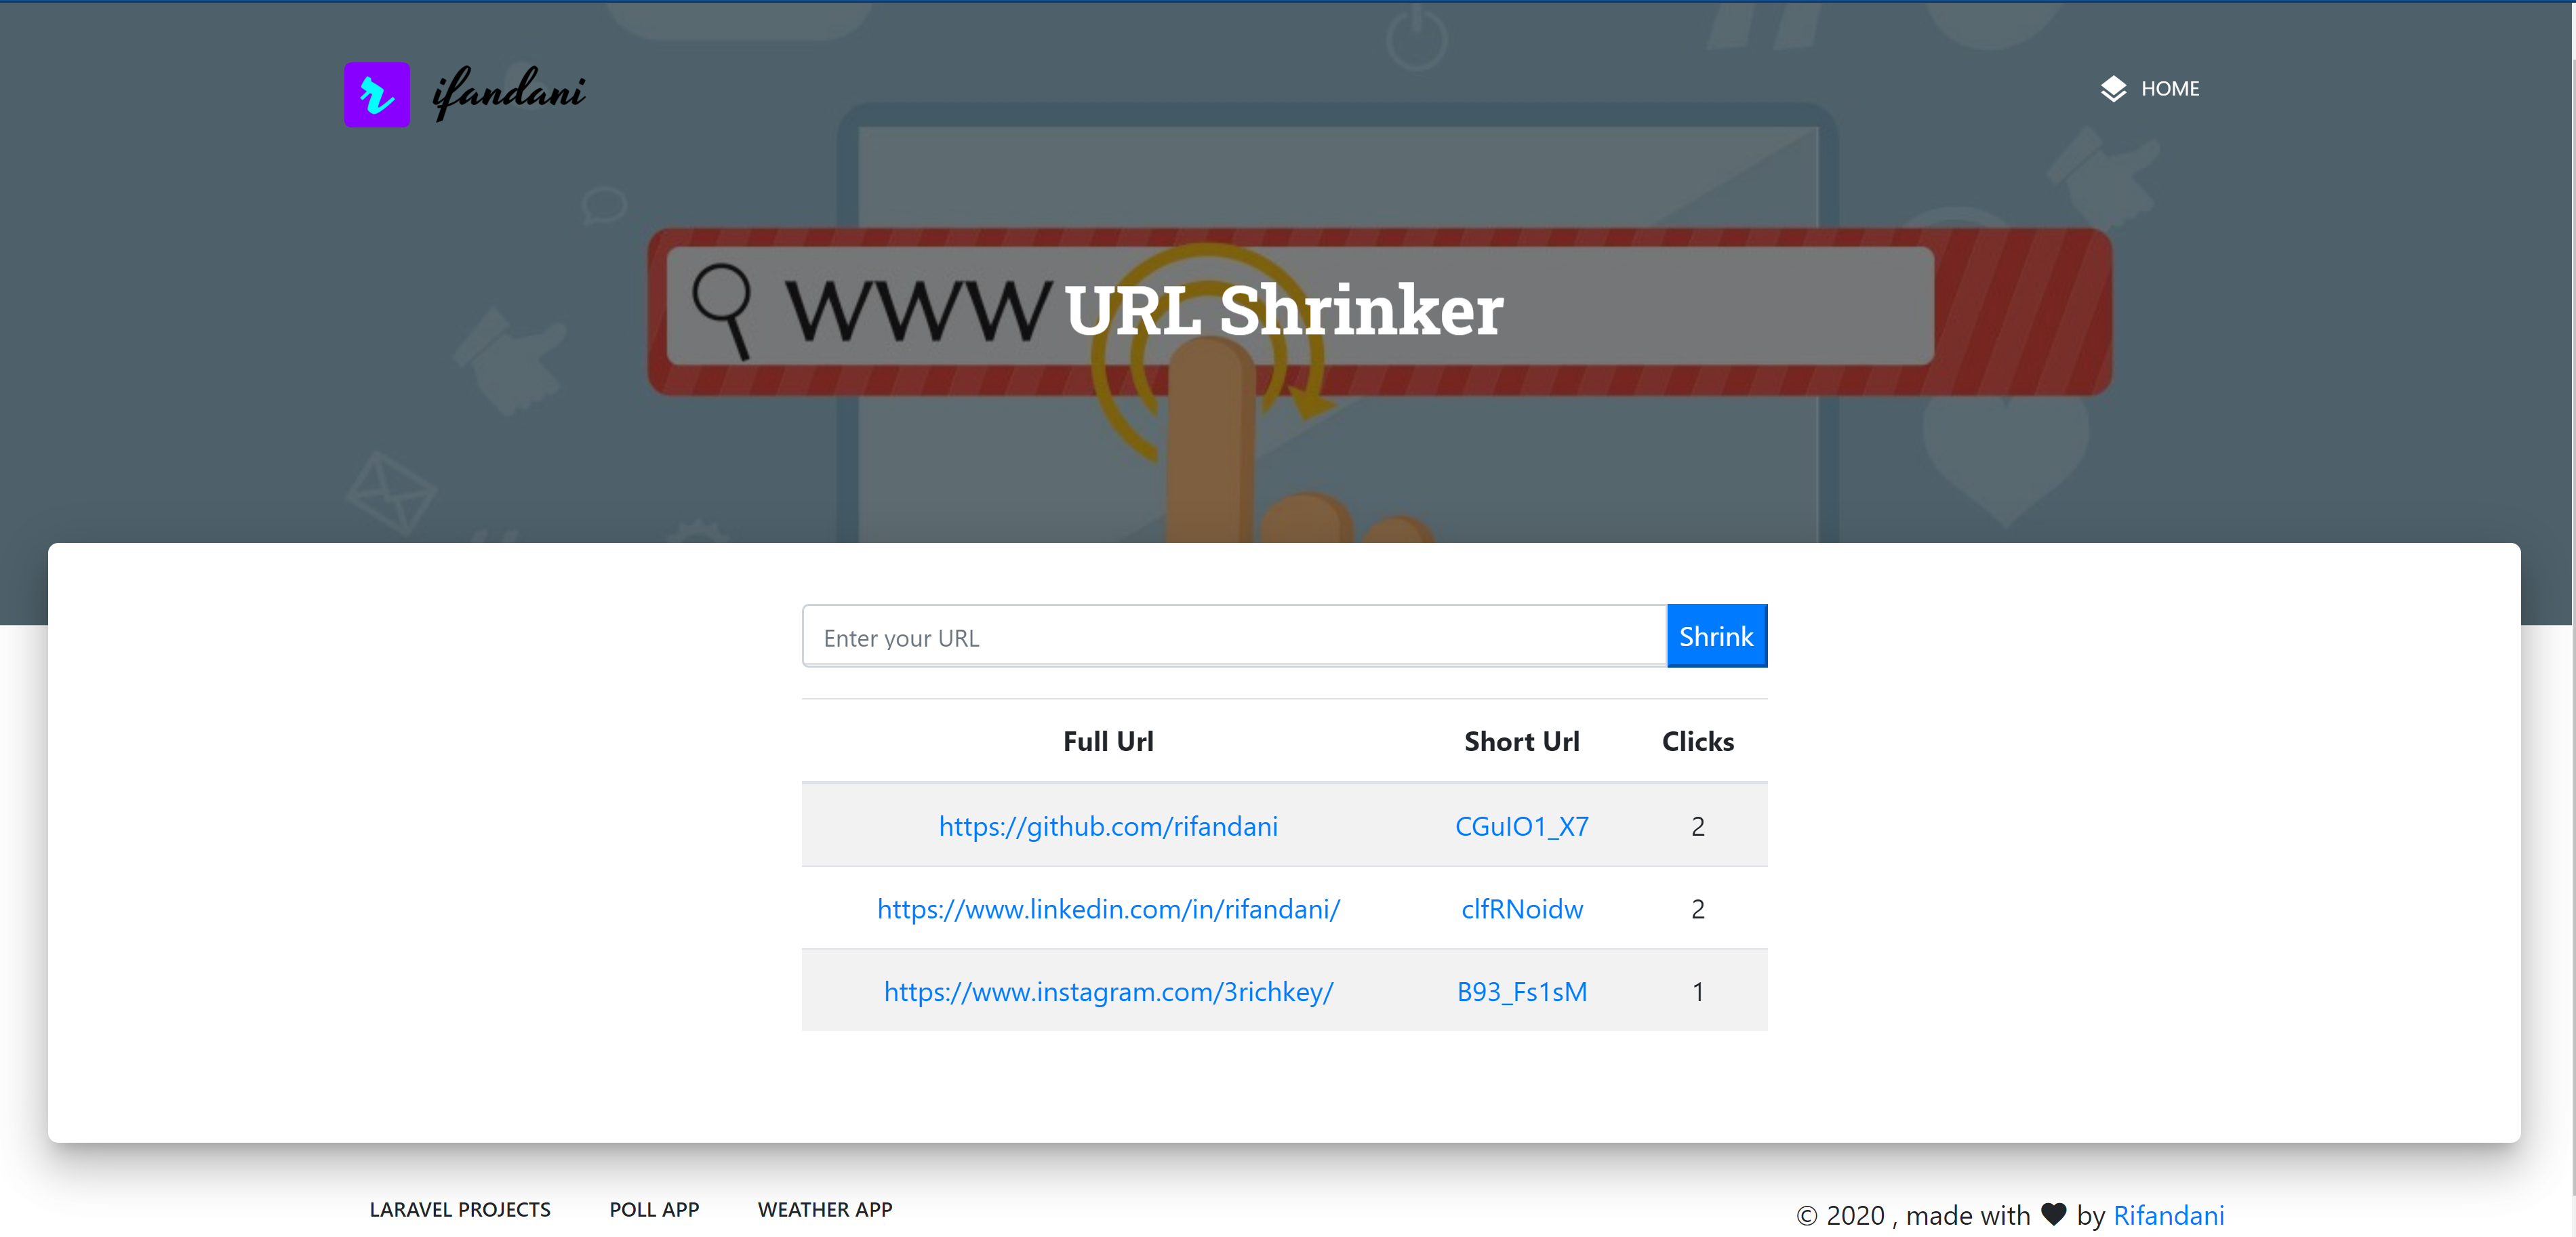 ifandani
HOME
WWW
URL Shrinker
Enter your URL
Shrink
Full Url Short Url Clicks
https://github.com/rifandani CGuIO1_X7 2
https://www.linkedin.com/in/rifandani/ clfRNoidw 2
https://www.instagram.com/3richkey/ B93_Fs1sM 1
LARAVEL PROJECTS POLL APP WEATHER APP
© 2020 , made with ♥ by Rifandani